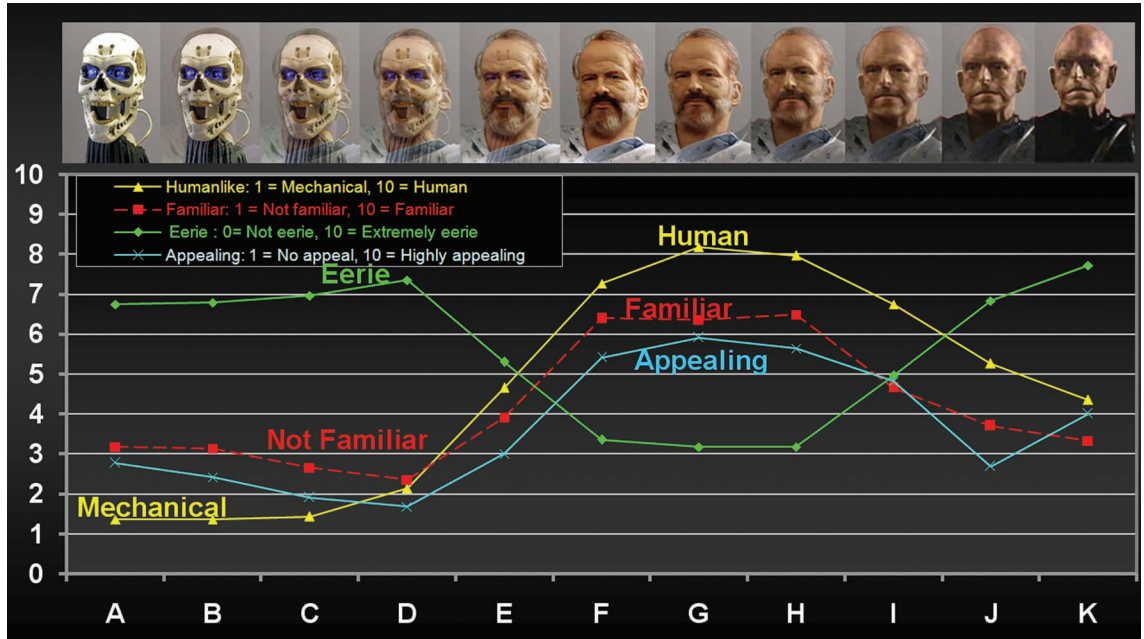 10
9
8
7
6
5
4
3
2
1
0
Humanlike: 1 = Mechanical, 10 = Human
Familiar: 1 = Not familiar, 10 = Familiar
Eerie : 0= Not eerie, 10 = Extremely eerie
Appealing: 1 = No appeal, 10 = Highly appealing
Human
Eerie
Familiar
Appealing
Not Familiar
Mechanical
A B C D E F G H I J K